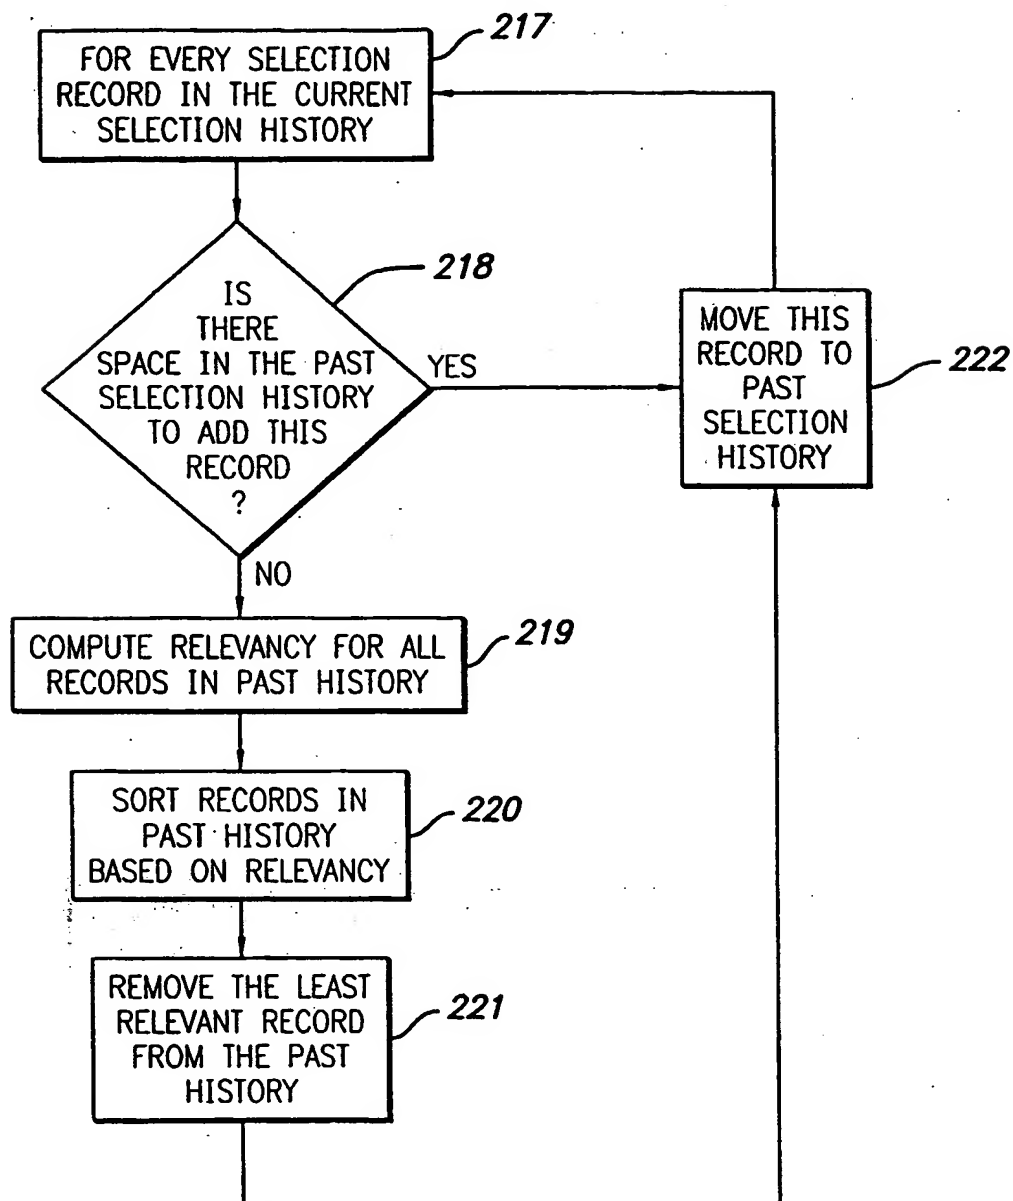 217
FOR EVERY SELECTION
RECORD IN THE CURRENT
SELECTION HISTORY
218
IS
THERE
SPACE IN THE PAST
SELECTION HISTORY
TO ADD THIS
RECORD
?
YES
MOVE THIS
RECORD TO
PAST
SELECTION
HISTORY
222
NO
COMPUTE RELEVANCY FOR ALL
RECORDS IN PAST HISTORY
219
SORT RECORDS IN
PAST HISTORY
BASED ON RELEVANCY
220
REMOVE THE LEAST
RELEVANT RECORD
FROM THE PAST
HISTORY
221